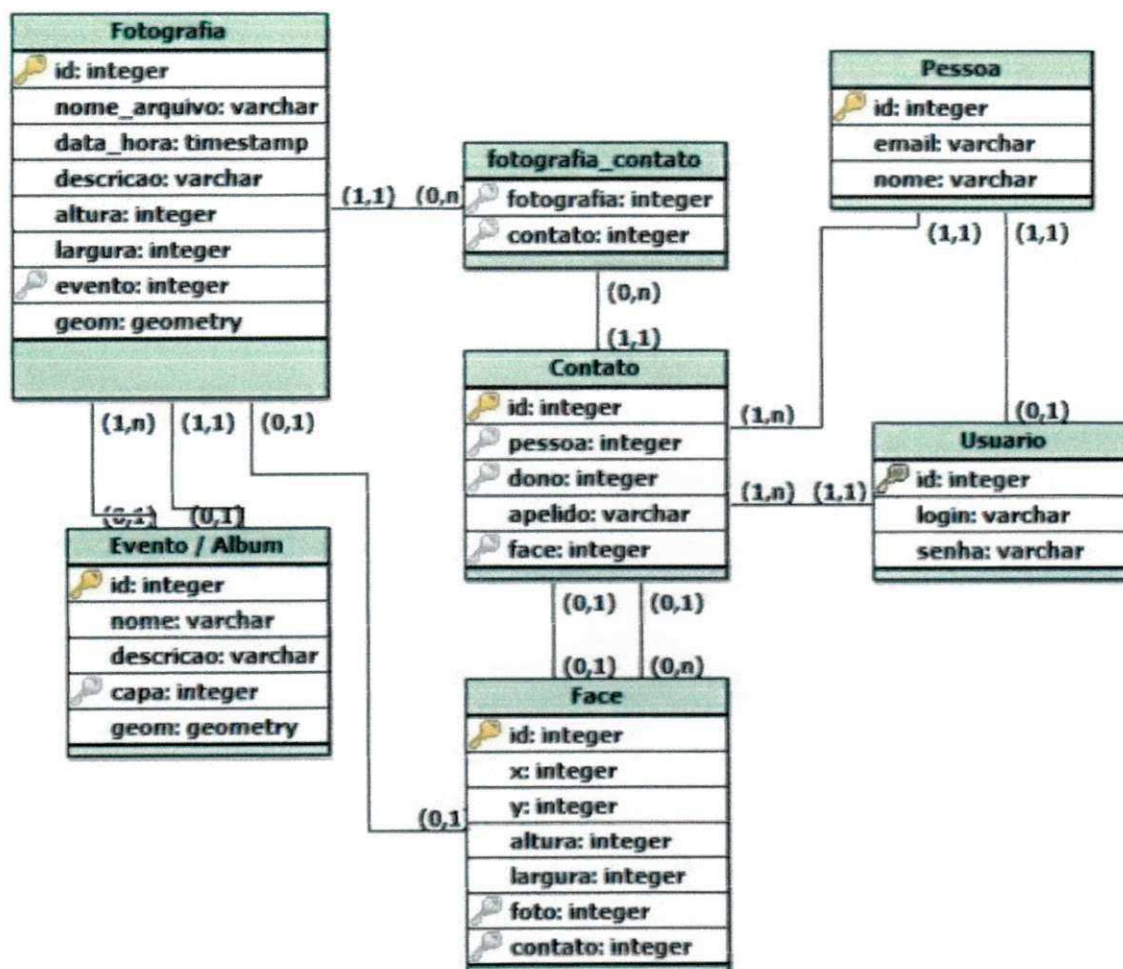 Fotografia
id: integer
nome_arquivo: varchar
data_hora: timestamp
descricao: varchar
altura: integer
largura: integer
evento: integer
geom: geometry
(1,1)
(0,n)
fotografia_contato
fotografia: integer
contato: integer
Pessoa
id: integer
email: varchar
nome: varchar
(1,1)
(1,1)
(0,n)
(1,1)
Contato
id: integer
pessoa: integer
dono: integer
apelido: varchar
face: integer
(1,n)
(0,1)
Usuario
id: integer
login: varchar
senha: varchar
(1,n)
(1,1)
(1,n)
(1,1)
(0,1)
(0,1)
(0,1)
Evento / Album
id: integer
nome: varchar
descricao: varchar
capa: integer
geom: geometry
(0,1)
(0,1)
(0,1)
(0,n)
Face
id: integer
x: integer
y: integer
altura: integer
largura: integer
foto: integer
contato: integer
(0,1)